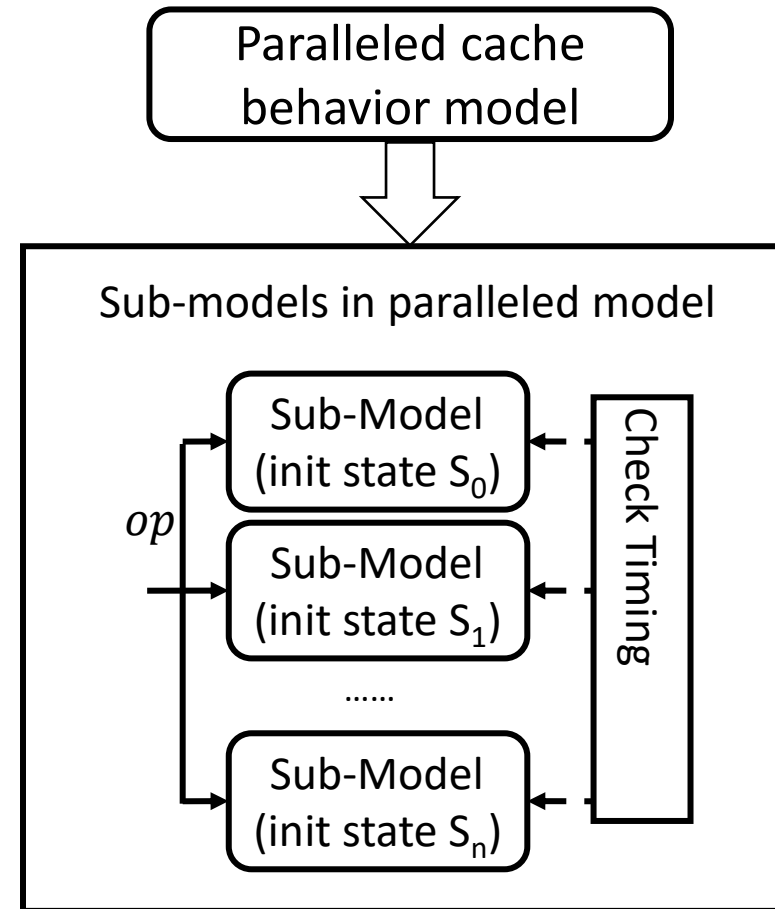 Paralleled cache
behavior model
Sub-models in paralleled model
Sub-Model
(init state S₀)
op
Sub-Model
(init state S₁)
......
Sub-Model
(init state Sₙ)
Check Timing